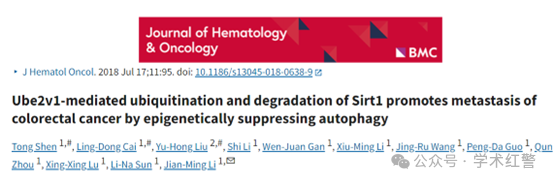 Journal of Hematology
& Oncology
BMC
‣ J Hematol Oncol. 2018 Jul 17;11:95. doi: 10.1186/s13045-018-0638-9
Ube2v1-mediated ubiquitination and degradation of Sirt1 promotes metastasis of
colorectal cancer by epigenetically suppressing autophagy
Tong Shen 1,#, Ling-Dong Cai 1,#, Yu-Hong Liu 2,#, Shi Li 1, Wen-Juan Gan 1, Xiu-Ming Li 1, Jing-Ru Wang 1, Peng-Da Guo 1, Qun
Zhou 1, Xing-Xing Lu 1, Li-Na Sun 1, Jian-Ming Li 1,✉
公众号 · 学术红警